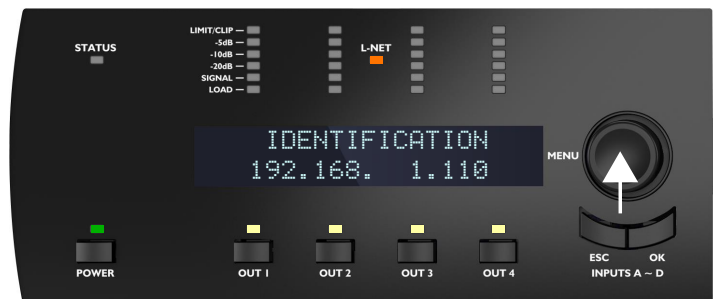 LIMIT/CLIP
-5dB
-10dB
-20dB
SIGNAL
LOAD
STATUS
L-NET
IDENTIFICATION
192.168.  1.110
MENU
POWER
OUT 1
OUT 2
OUT 3
OUT 4
ESC
OK
INPUTS A ~ D